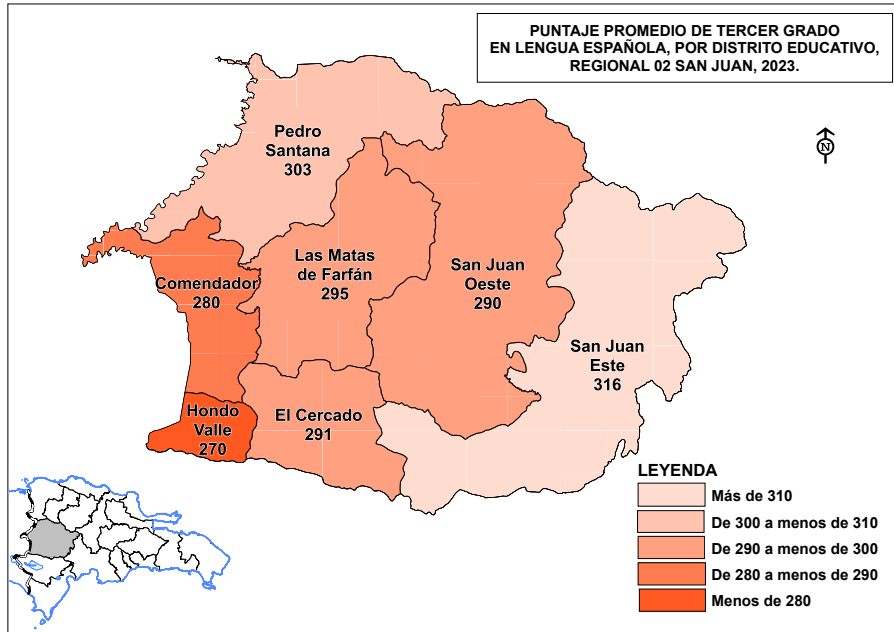 PUNTAJE PROMEDIO DE TERCER GRADO
EN LENGUA ESPAÑOLA, POR DISTRITO EDUCATIVO,
REGIONAL 02 SAN JUAN, 2023.
N
Pedro
Santana
303
Las Matas
de Farfán
295
San Juan
Oeste
290
Comendador
280
San Juan
Este
316
Hondo
Valle
270
El Cercado
291
LEYENDA
Más de 310
De 300 a menos de 310
De 290 a menos de 300
De 280 a menos de 290
Menos de 280